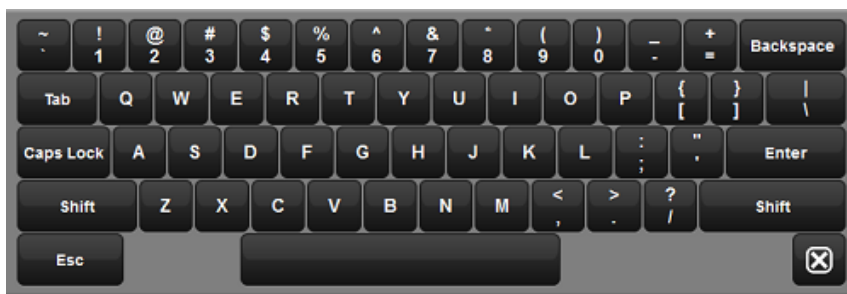 ~ ! @ # $ % ^ & * ( ) _ +
` 1 2 3 4 5 6 7 8 9 0 - = Backspace
Tab Q W E R T Y U I O P { [ } ] | \
Caps Lock A S D F G H J K L : ; " ' Enter
Shift Z X C V B N M < , > . ? / Shift
Esc